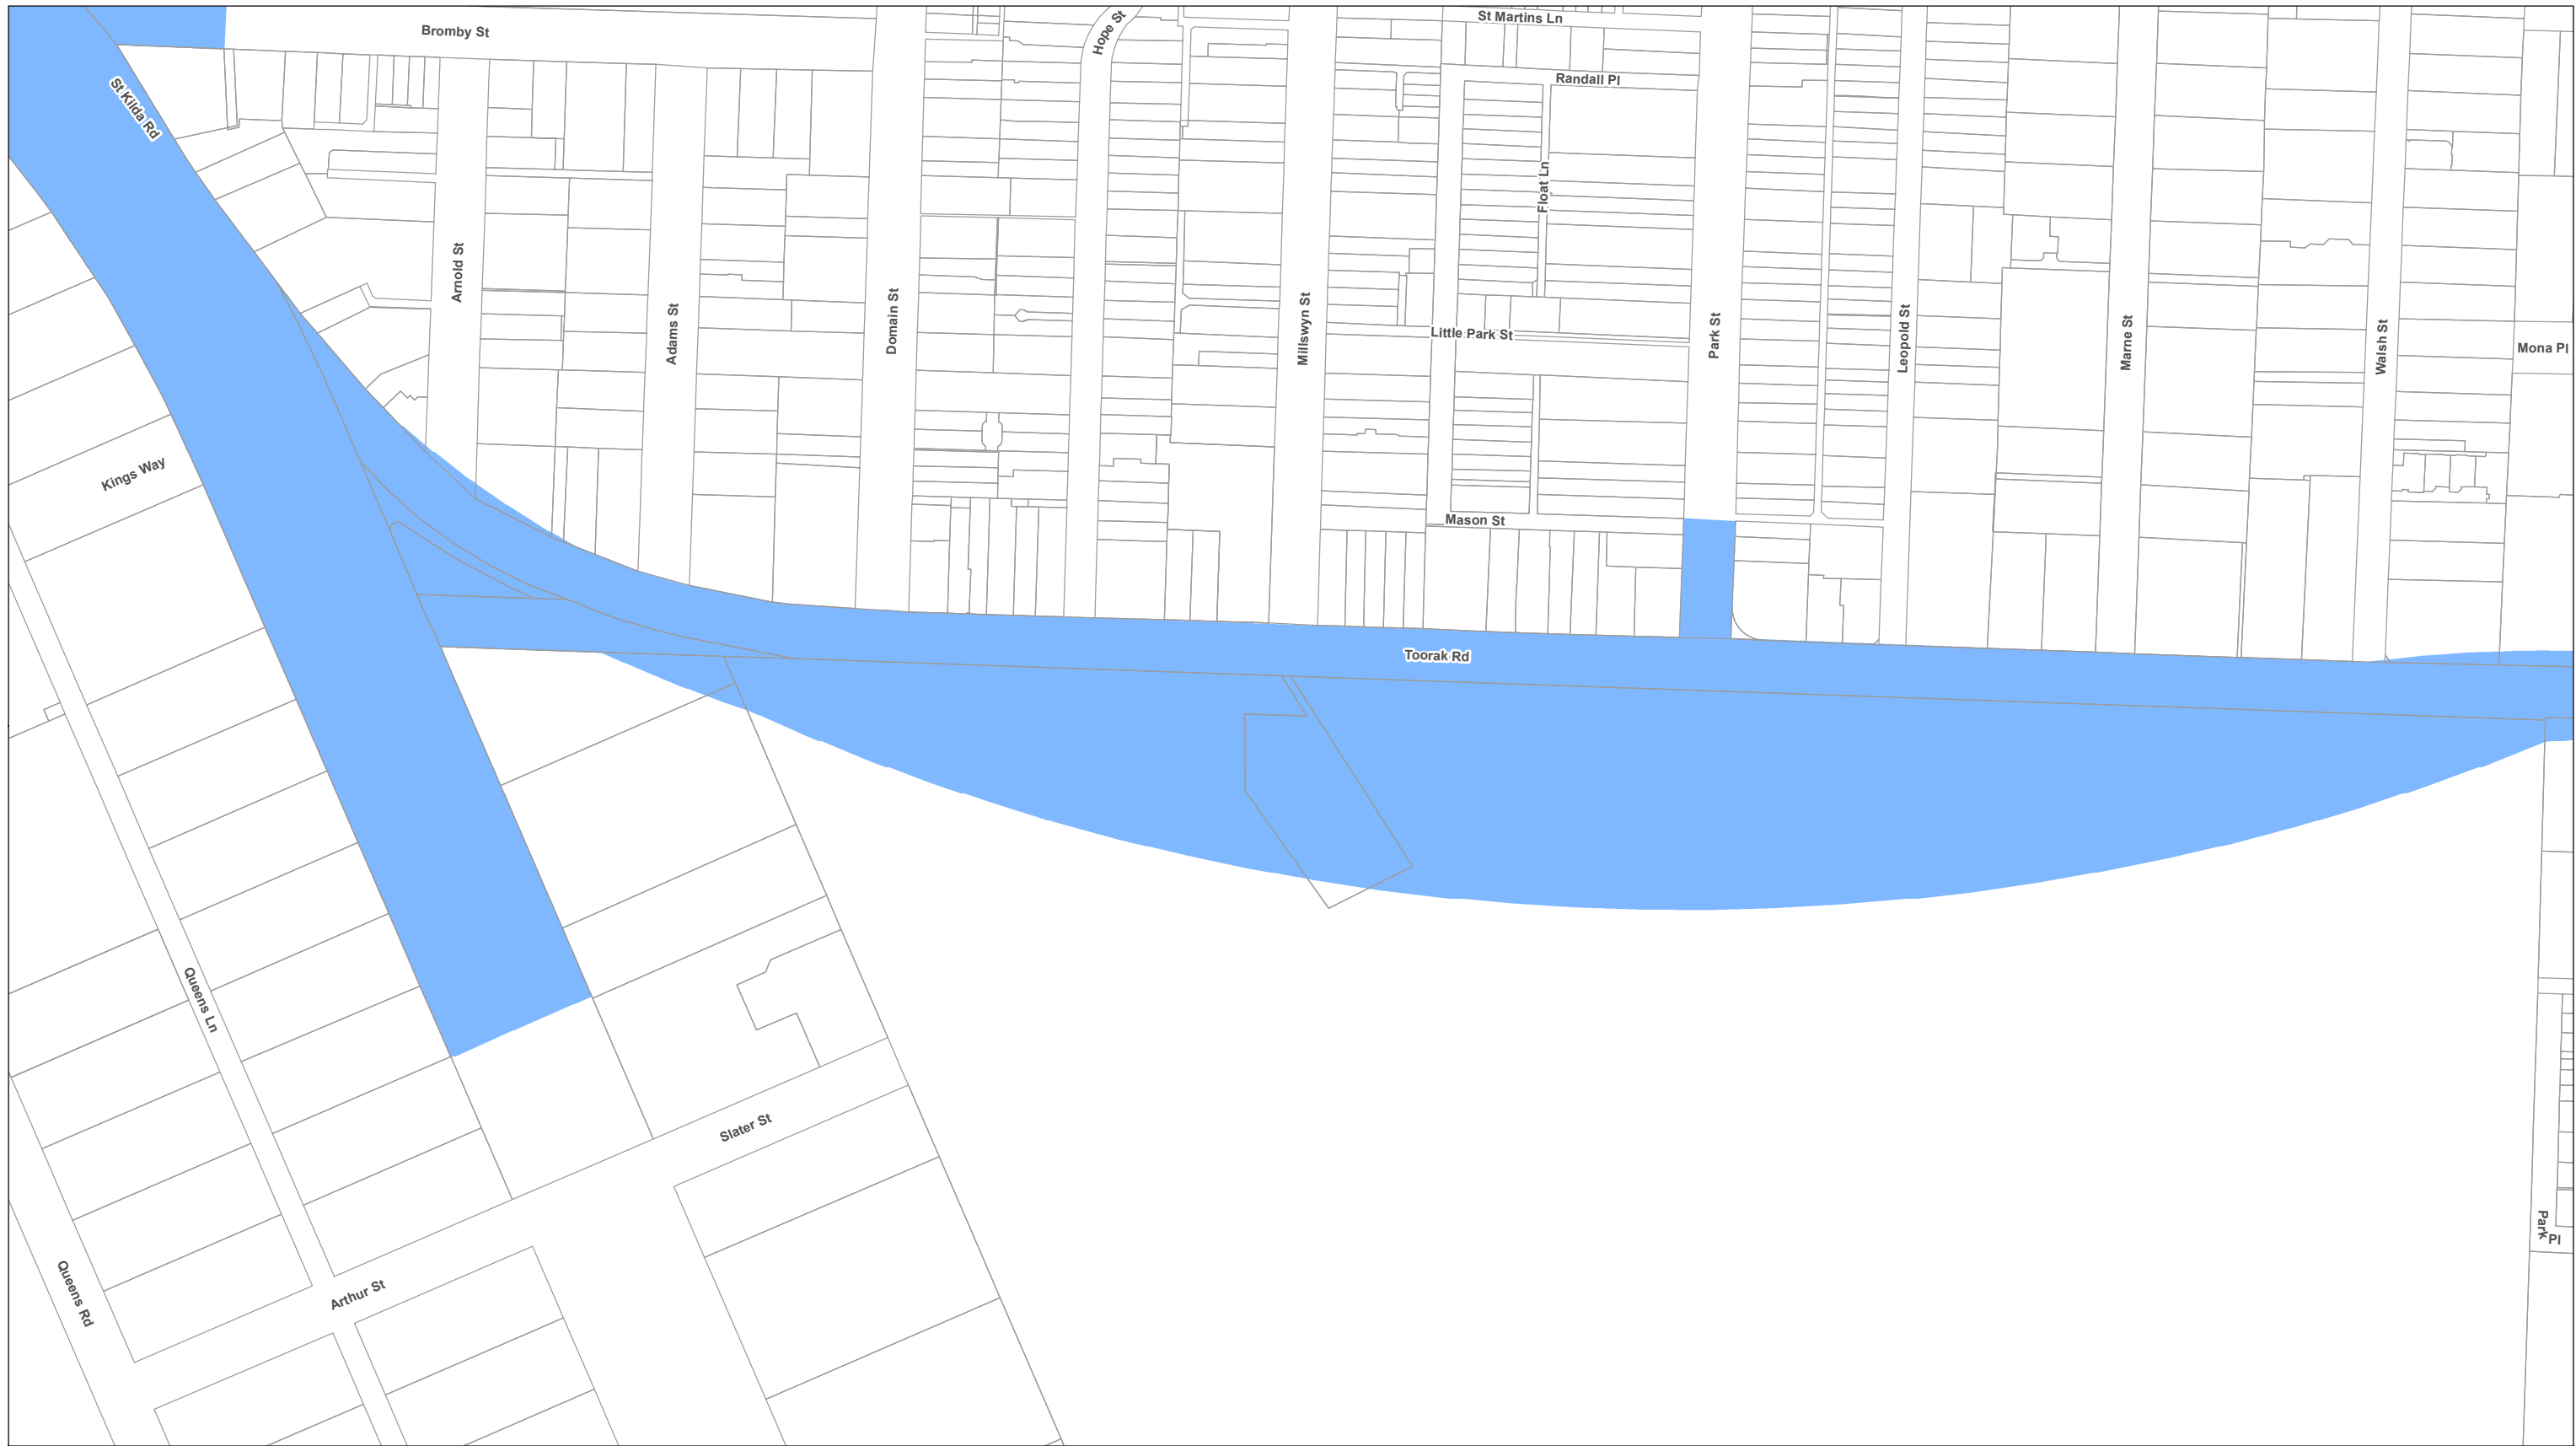 St Martins Ln
Bromby St
Hope St
Randall Pl
St Kilda Rd
Float Ln
Arnold St
Adams St
Domain St
Millswyn St
Little Park St
Park St
Leopold St
Marne St
Walsh St
Mona Pl
Kings Way
Mason St
Toorak Rd
Queens Ln
Slater St
Park Pl
Queens Rd
Arthur St